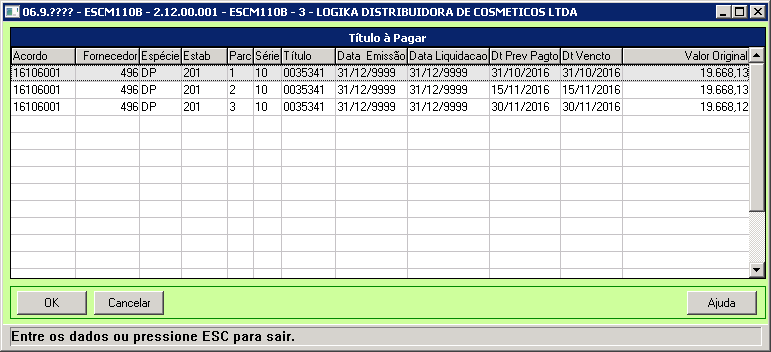 06.9.???? - ESCM110B - 2.12.00.001 - ESCM110B - 3 - LOGIKA DISTRIBUIDORA DE COSMETICOS LTDA
Título à Pagar
Acordo Fornecedor Espécie Estab Parc Série Título Data Emissão Data Liquidacao Dt Prev Pagto Dt Vencto Valor Original
16106001 496 DP 201 1 10 0035341 31/12/9999 31/12/9999 31/10/2016 31/10/2016 19.668,13
16106001 496 DP 201 2 10 0035341 31/12/9999 31/12/9999 15/11/2016 15/11/2016 19.668,13
16106001 496 DP 201 3 10 0035341 31/12/9999 31/12/9999 30/11/2016 30/11/2016 19.668,12
OK Cancelar Ajuda
Entre os dados ou pressione ESC para sair.